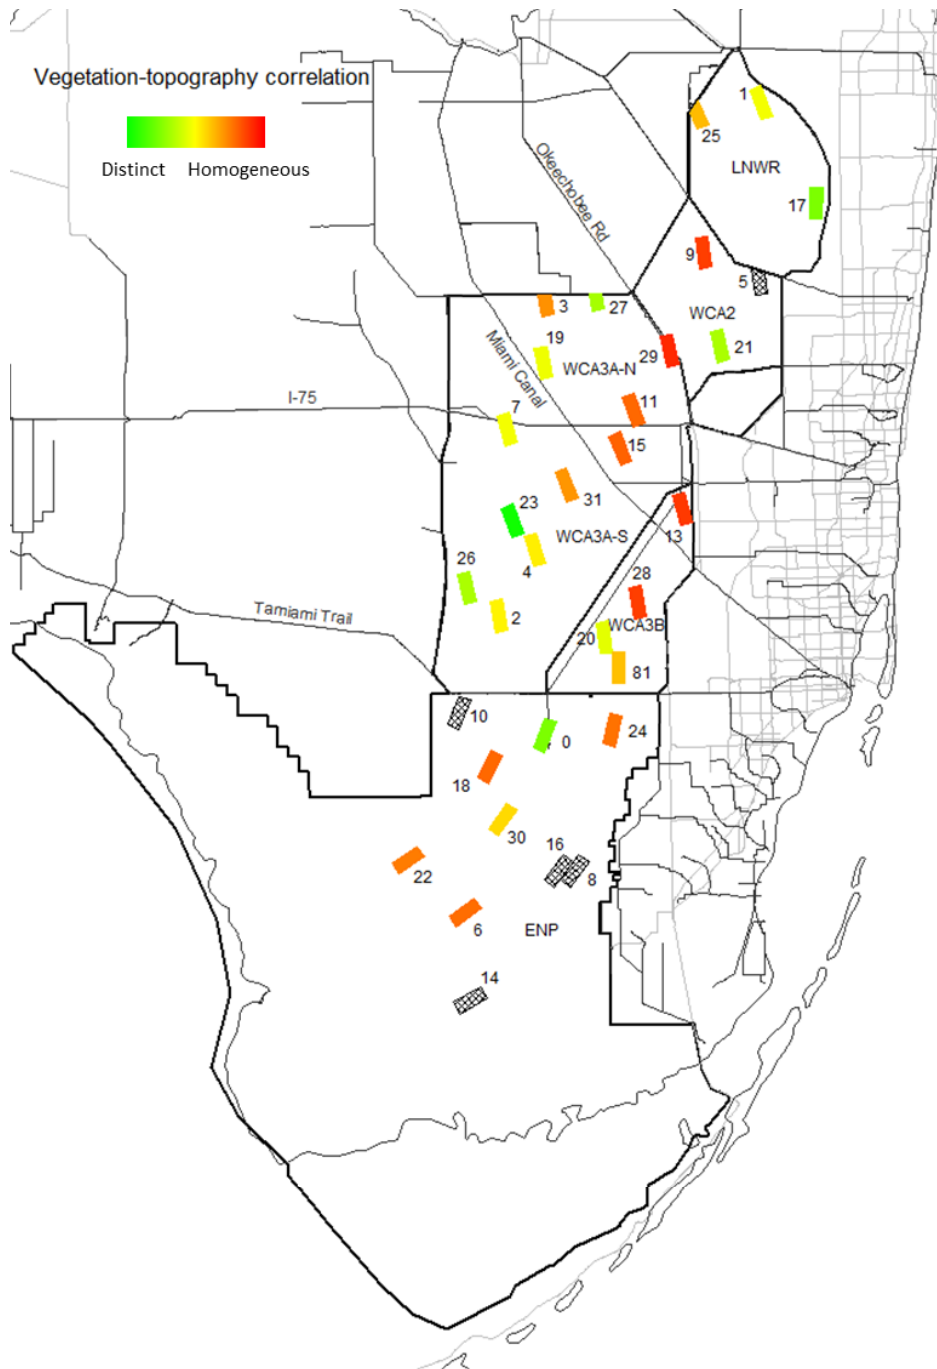 Vegetation-topography correlation
Distinct Homogeneous
1
25
LNWR
17
Okeechobee Rd
9
5
WCA2
3
27
19
29
21
Miami Canal
WCA3A-N
I-75
7
11
15
31
23
WCA3A-S
13
4
26
28
Tamiami Trail
2
WCA3B
20
81
10
0
24
18
30
16
8
22
6
ENP
14